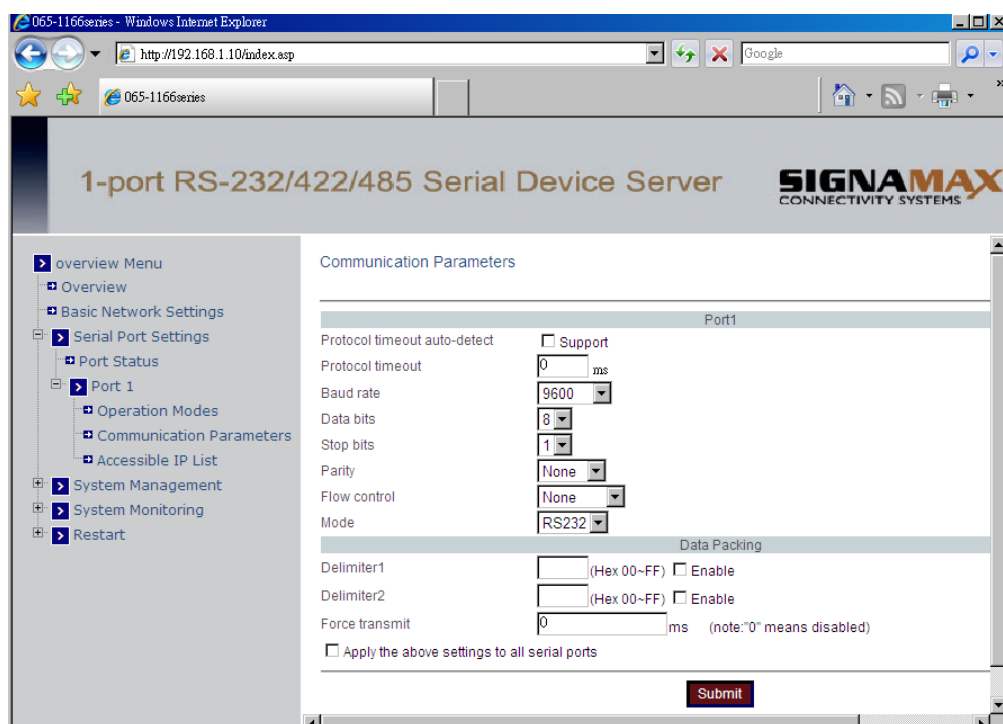 065-1166series - Windows Internet Explorer
http://192.168.1.10/index.asp
Google
065-1166series
»
1-port RS-232/422/485 Serial Device Server
SIGNAMAX
CONNECTIVITY SYSTEMS
overview Menu
Overview
Basic Network Settings
Serial Port Settings
Port Status
Port 1
Operation Modes
Communication Parameters
Accessible IP List
System Management
System Monitoring
Restart
Communication Parameters
Port1
Protocol timeout auto-detect Support
Protocol timeout 0 ms
Baud rate 9600
Data bits 8
Stop bits 1
Parity None
Flow control None
Mode RS232
Data Packing
Delimiter1 (Hex 00~FF) Enable
Delimiter2 (Hex 00~FF) Enable
Force transmit 0 ms (note:"0" means disabled)
Apply the above settings to all serial ports
Submit